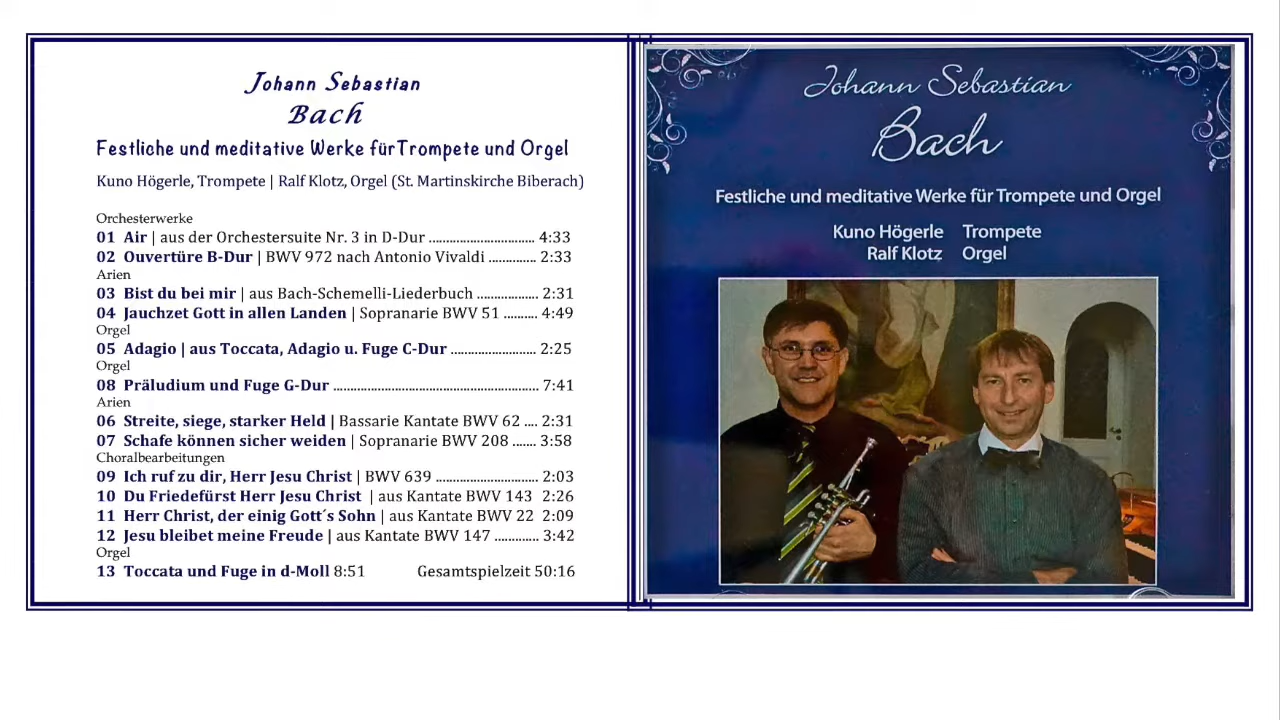 Johann Sebastian
Bach
Festliche und meditative Werke fürTrompete und Orgel
Kuno Högerle, Trompete | Ralf Klotz, Orgel (St. Martinskirche Biberach)
Orchesterwerke
01 Air | aus der Orchestersuite Nr. 3 in D-Dur .................................. 4:33
02 Ouvertüre B-Dur | BWV 972 nach Antonio Vivaldi ............... 2:33
Arien
03 Bist du bei mir | aus Bach-Schemelli-Liederbuch ................... 2:31
04 Jauchzet Gott in allen Landen | Sopranarie BWV 51 .......... 4:49
Orgel
05 Adagio | aus Toccata, Adagio u. Fuge C-Dur ........................... 2:25
Orgel
08 Präludium und Fuge G-Dur ................................................................. 7:41
Arien
06 Streite, siege, starker Held | Bassarie Kantate BWV 62 .... 2:31
07 Schafe können sicher weiden | Sopranarie BWV 208 ....... 3:58
Choralbearbeitungen
09 Ich ruf zu dir, Herr Jesu Christ | BWV 639 ................................ 2:03
10 Du Friedefürst Herr Jesu Christ | aus Kantate BWV 143 2:26
11 Herr Christ, der einig Gott´s Sohn | aus Kantate BWV 22 2:09
12 Jesu bleibet meine Freude | aus Kantate BWV 147 .............. 3:42
Orgel
13 Toccata und Fuge in d-Moll 8:51 Gesamtspielzeit 50:16
Johann Sebastian
Bach
Festliche und meditative Werke für Trompete und Orgel
Kuno Högerle Trompete
Ralf Klotz Orgel